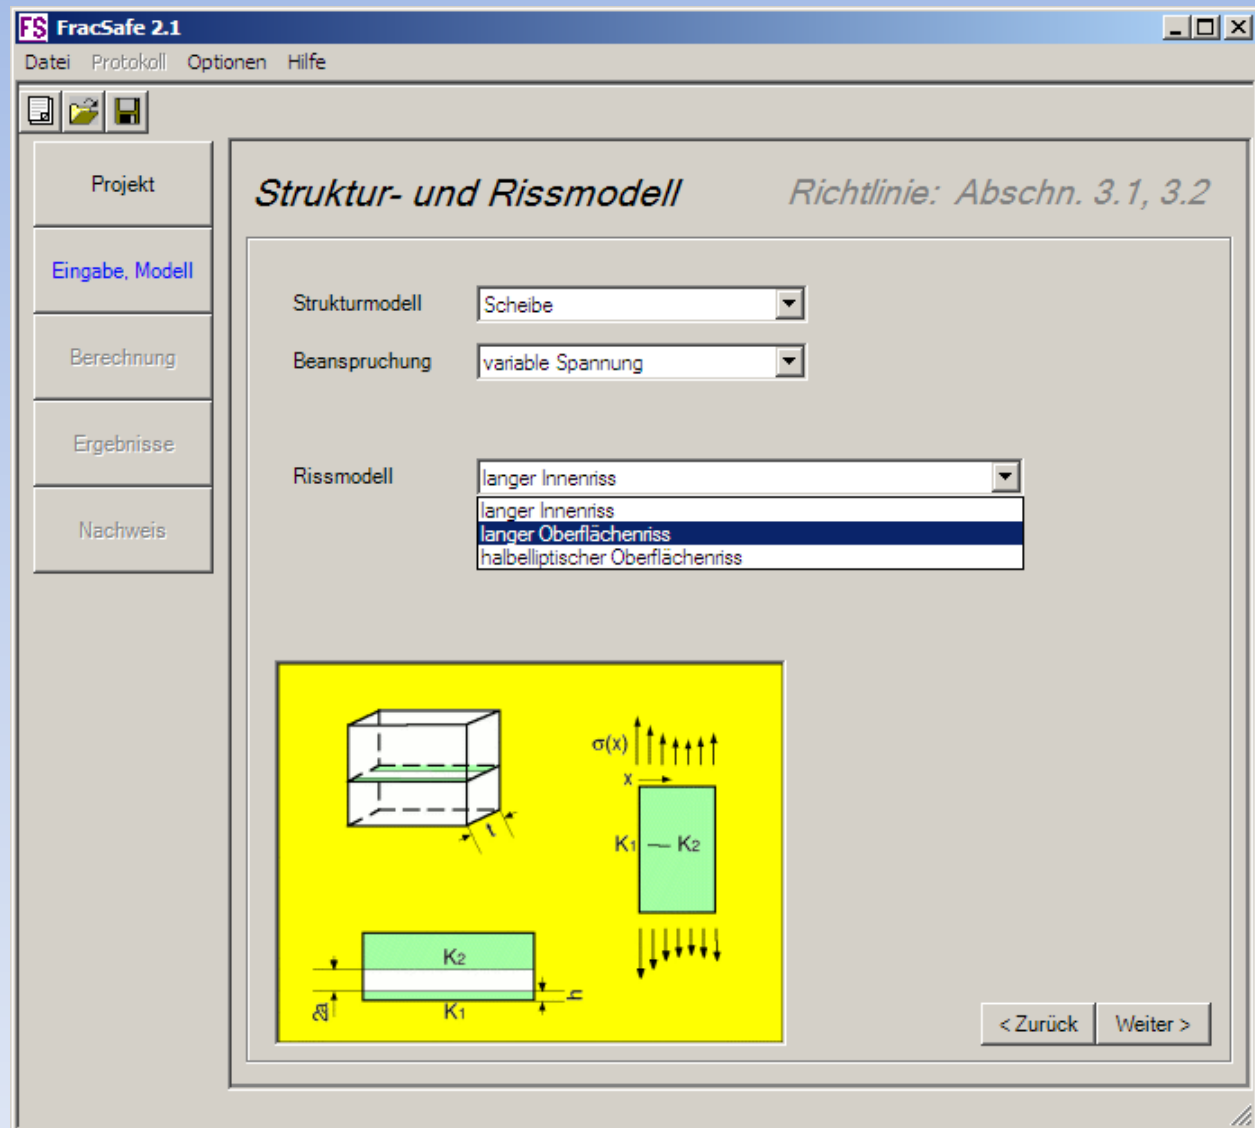 FS FracSafe 2.1
Datei Protokoll Optionen Hilfe
Projekt
Eingabe, Modell
Berechnung
Ergebnisse
Nachweis
Struktur- und Rissmodell Richtlinie: Abschn. 3.1, 3.2
Strukturmodell Scheibe
Beanspruchung variable Spannung
Rissmodell langer Innenriss
langer Innenriss
langer Oberflächenriss
halbelliptischer Oberflächenriss
t
σ(x)
x
K1 K2
K2
2a
K1
h
< Zurück Weiter >